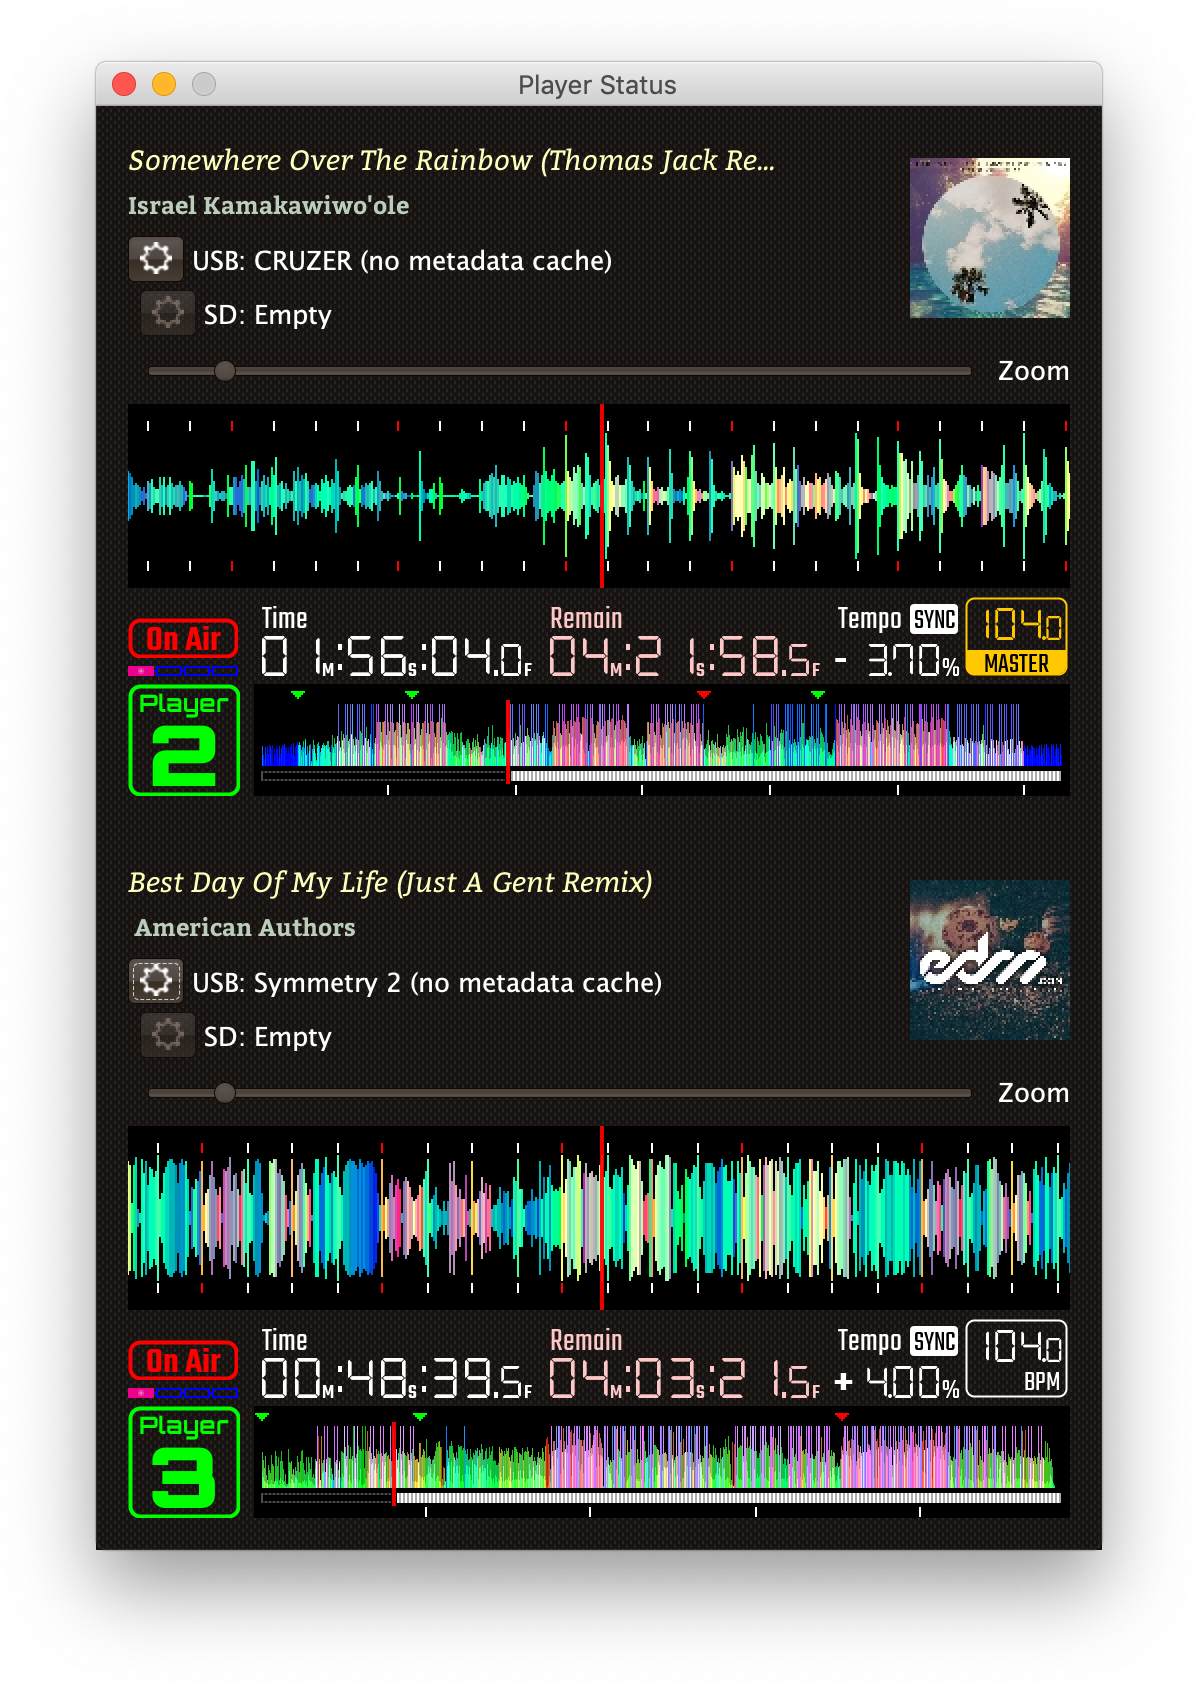 Player Status
Somewhere Over The Rainbow (Thomas Jack Re...
Israel Kamakawiwo'ole
USB: CRUZER (no metadata cache)
SD: Empty
Zoom
Time Remain Tempo SYNC 104.0
On Air 01M:56S:04.0F 04M:21S:58.5F - 3.70% MASTER
Player
2
Best Day Of My Life (Just A Gent Remix)
American Authors
edm.com
USB: Symmetry 2 (no metadata cache)
SD: Empty
Zoom
Time Remain Tempo SYNC 104.0
On Air 00M:48S:39.5F 04M:03S:21.5F + 4.00% BPM
Player
3